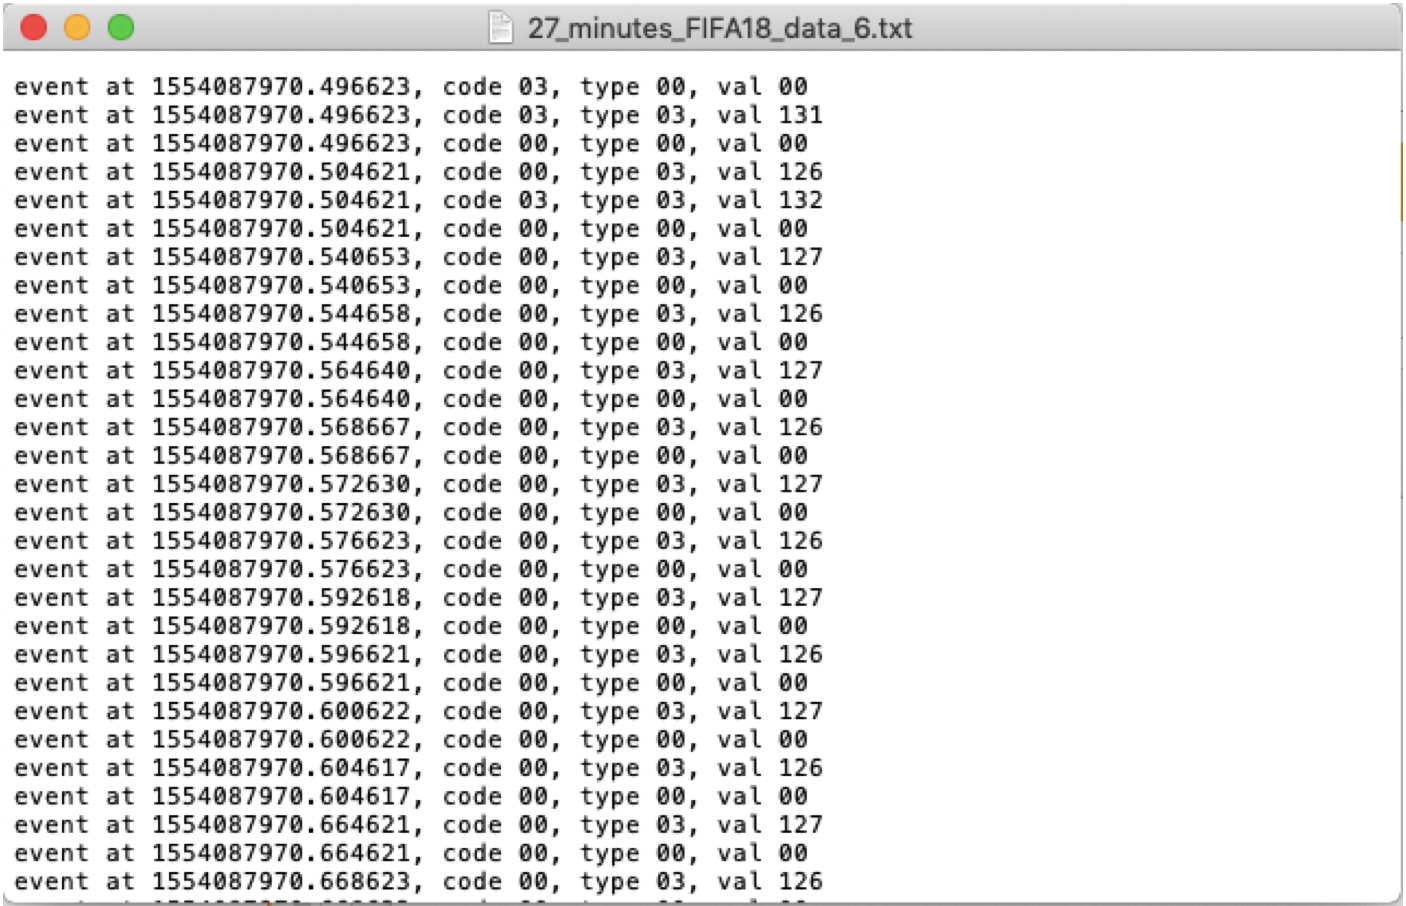 27_minutes_FIFA18_data_6.txt
event at 1554087970.496623, code 03, type 00, val 00
event at 1554087970.496623, code 03, type 03, val 131
event at 1554087970.496623, code 00, type 00, val 00
event at 1554087970.504621, code 00, type 03, val 126
event at 1554087970.504621, code 03, type 03, val 132
event at 1554087970.504621, code 00, type 00, val 00
event at 1554087970.540653, code 00, type 03, val 127
event at 1554087970.540653, code 00, type 00, val 00
event at 1554087970.544658, code 00, type 03, val 126
event at 1554087970.544658, code 00, type 00, val 00
event at 1554087970.564640, code 00, type 03, val 127
event at 1554087970.564640, code 00, type 00, val 00
event at 1554087970.568667, code 00, type 03, val 126
event at 1554087970.568667, code 00, type 00, val 00
event at 1554087970.572630, code 00, type 03, val 127
event at 1554087970.572630, code 00, type 00, val 00
event at 1554087970.576623, code 00, type 03, val 126
event at 1554087970.576623, code 00, type 00, val 00
event at 1554087970.592618, code 00, type 03, val 127
event at 1554087970.592618, code 00, type 00, val 00
event at 1554087970.596621, code 00, type 03, val 126
event at 1554087970.596621, code 00, type 00, val 00
event at 1554087970.600622, code 00, type 03, val 127
event at 1554087970.600622, code 00, type 00, val 00
event at 1554087970.604617, code 00, type 03, val 126
event at 1554087970.604617, code 00, type 00, val 00
event at 1554087970.664621, code 00, type 03, val 127
event at 1554087970.664621, code 00, type 00, val 00
event at 1554087970.668623, code 00, type 03, val 126